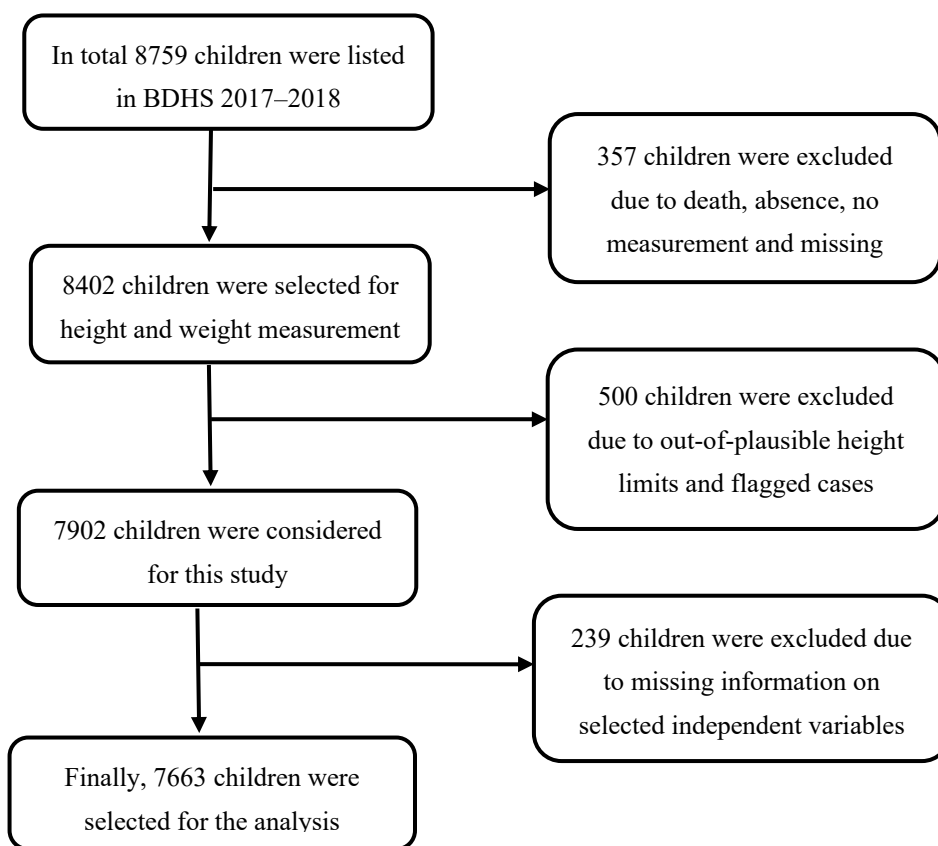 In total 8759 children were listed
in BDHS 2017–2018
357 children were excluded
due to death, absence, no
measurement and missing
8402 children were selected for
height and weight measurement
500 children were excluded
due to out-of-plausible height
limits and flagged cases
7902 children were considered
for this study
239 children were excluded due
to missing information on
selected independent variables
Finally, 7663 children were
selected for the analysis